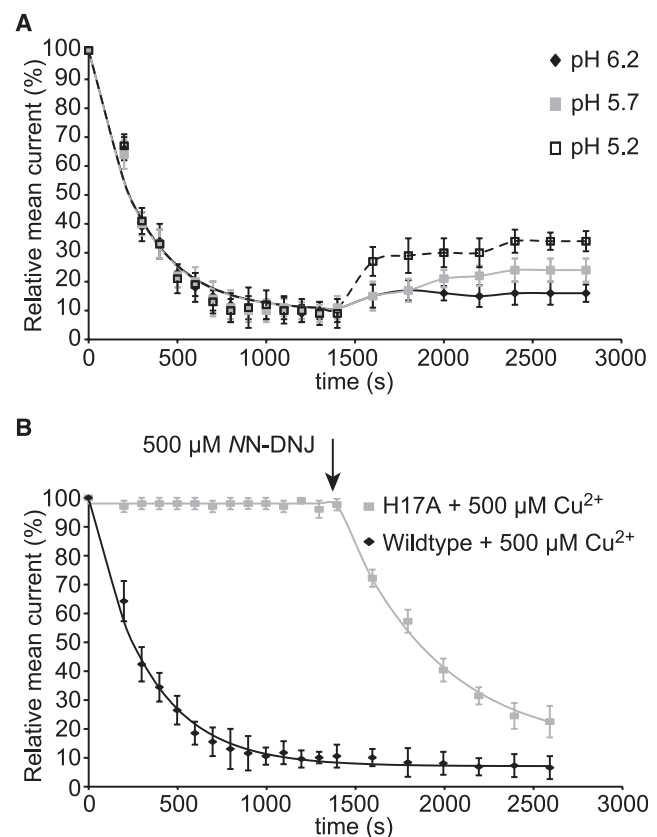 A
Relative mean current (%)
100
90
80
70
60
50
40
30
20
10
0
pH 6.2
pH 5.7
pH 5.2
0 500 1000 1500 2000 2500 3000
time (s)
B
500 µM NN-DNJ
Relative mean current (%)
100
90
80
70
60
50
40
30
20
10
0
H17A + 500 µM Cu²⁺
Wildtype + 500 µM Cu²⁺
0 500 1000 1500 2000 2500 3000
time (s)